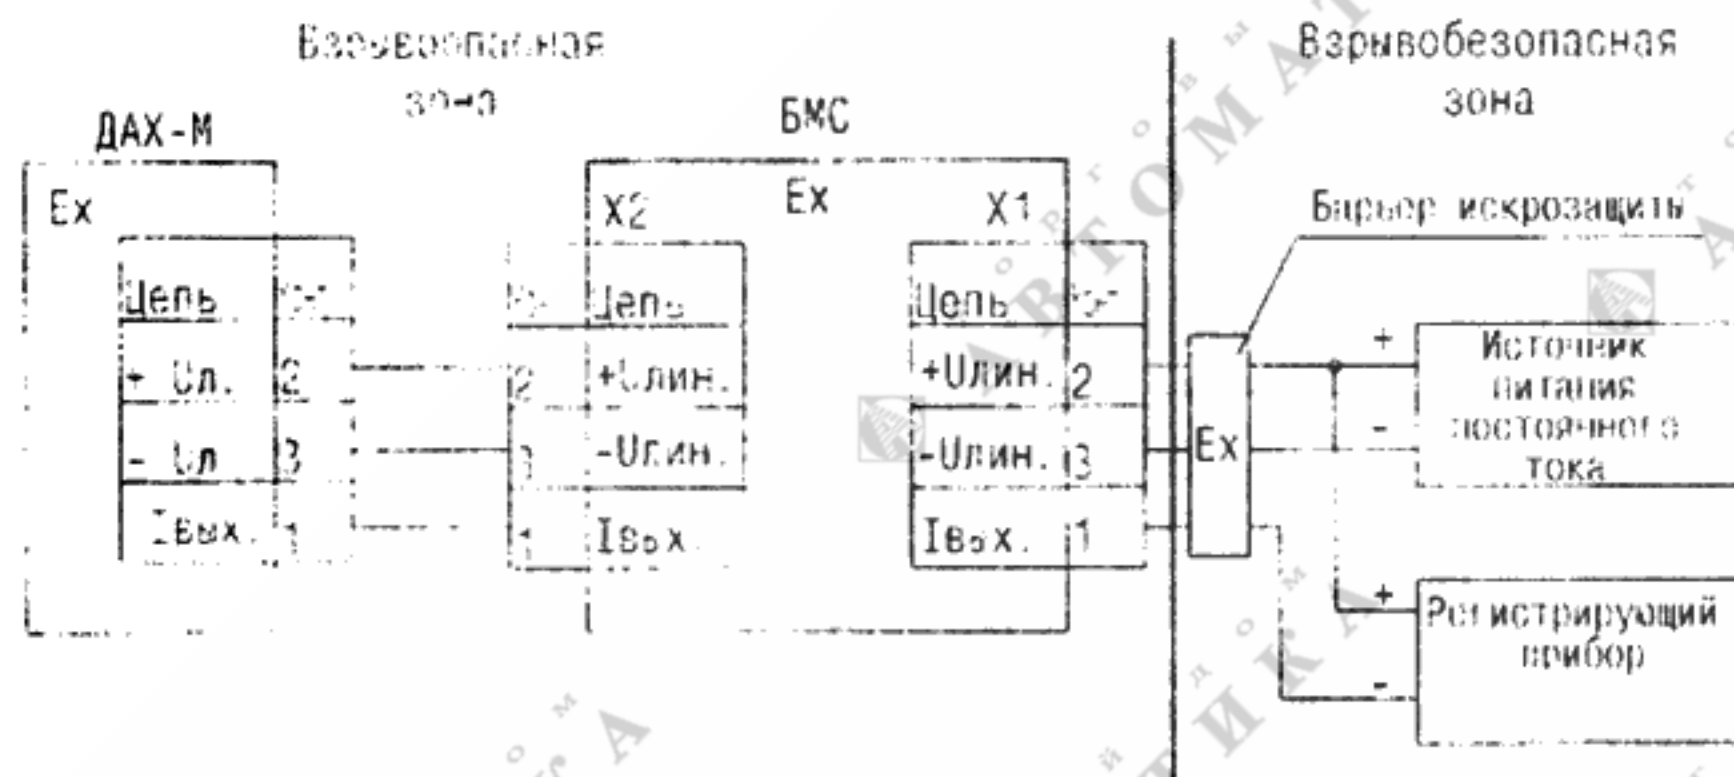 Взрывоопасная
зона
Взрывобезопасная
зона
ДАХ-М
БМС
Ex
X2
Ex
X1
Барьер искрозащиты
Цепь
+ Uл. 2
- Uл 3
Iвых. 1
Цепь
2 +Uлин.
3 -Uлин.
1 Iвых.
Цепь
+Uлин. 2
-Uлин. 3
Iвых. 1
Ex
+
-
Источник
питания
постоянного
тока
+
-
Регистрирующий
прибор